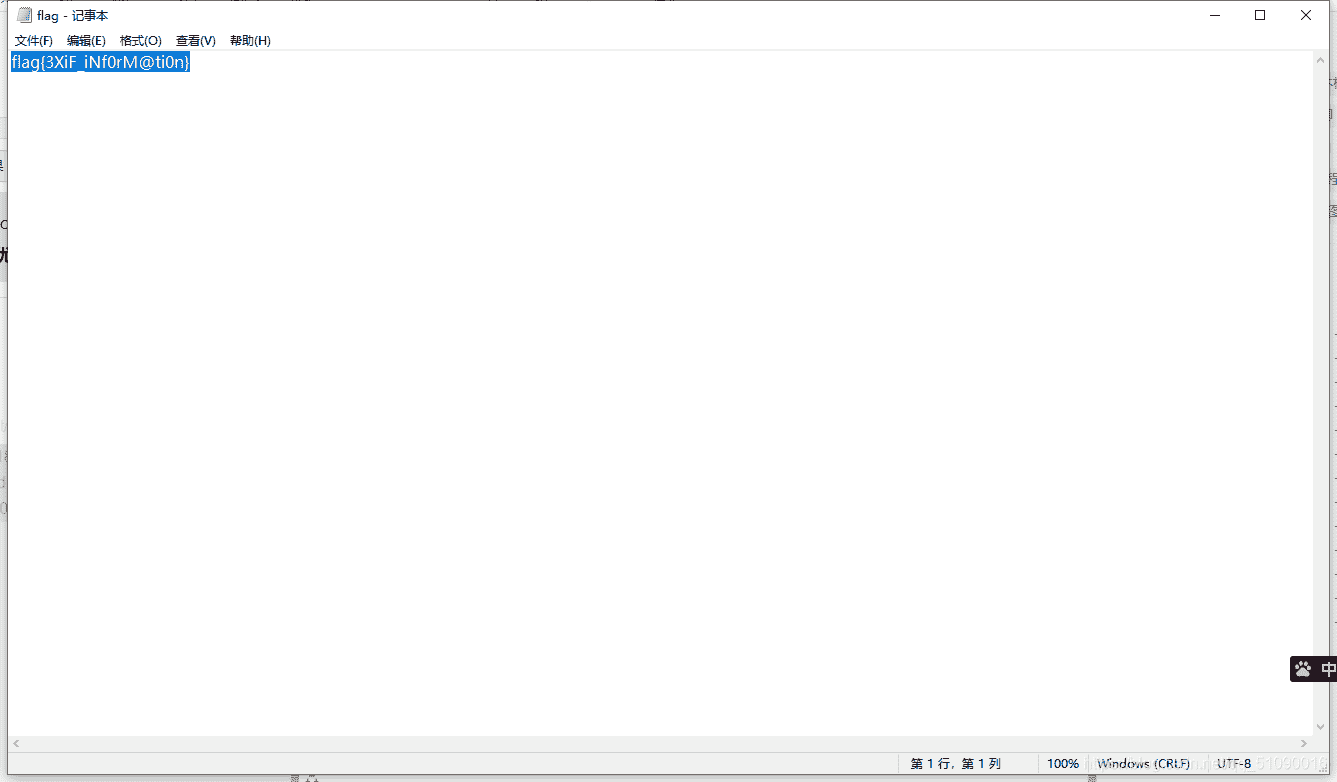 flag - 记事本
文件(F) 编辑(E) 格式(O) 查看(V) 帮助(H)
flag{3XiF_iNf0rM@ti0n}
中
第 1 行，第 1 列 100% Windows (CRLF) UTF-8